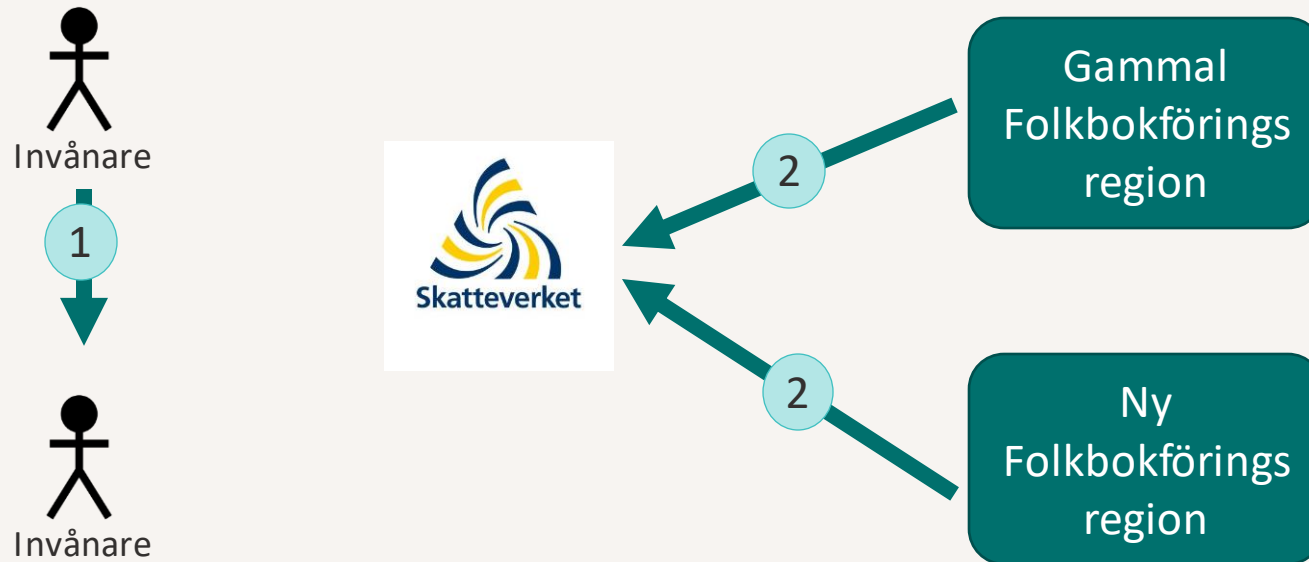 Invånare
1
Invånare
Skatteverket
2
2
Gammal
Folkbokförings
region
Ny
Folkbokförings
region